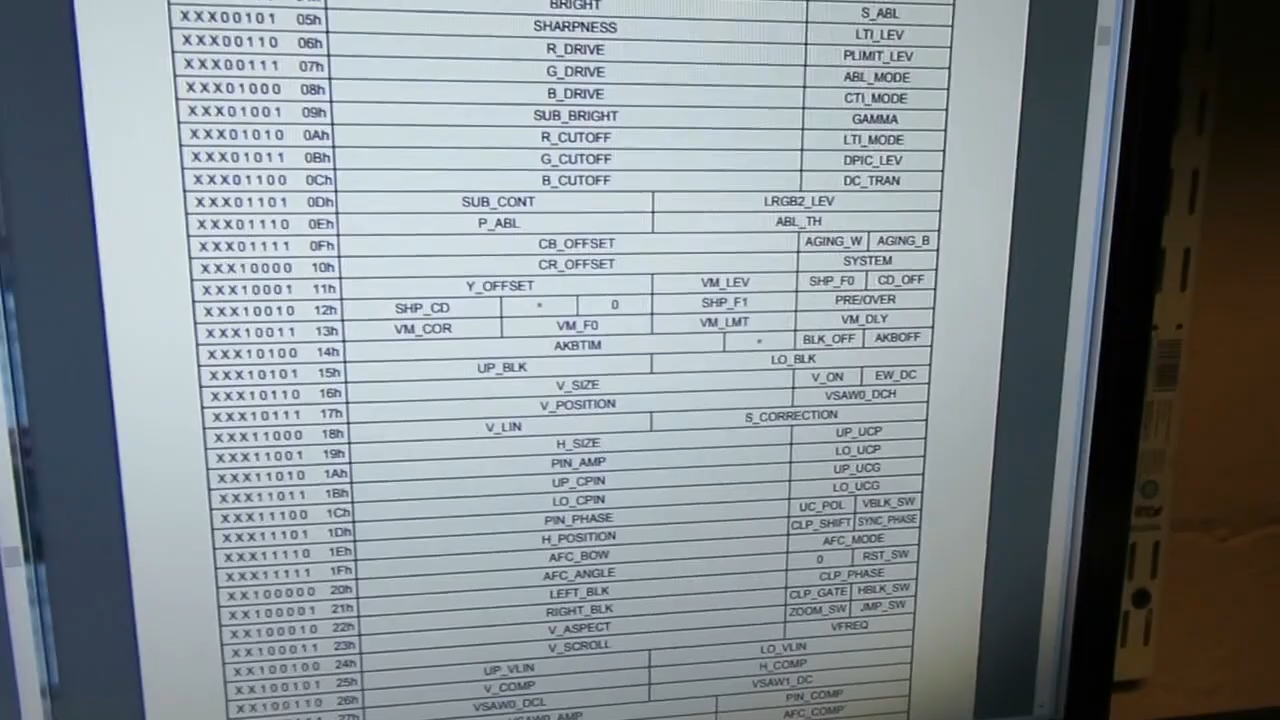 BRIGHT S_ABL
XXX00101 05h SHARPNESS LTI_LEV
XXX00110 06h R_DRIVE PLIMIT_LEV
XXX00111 07h G_DRIVE ABL_MODE
XXX01000 08h B_DRIVE CTI_MODE
XXX01001 09h SUB_BRIGHT GAMMA
XXX01010 0Ah R_CUTOFF LTI_MODE
XXX01011 0Bh G_CUTOFF DPIC_LEV
XXX01100 0Ch B_CUTOFF DC_TRAN
XXX01101 0Dh SUB_CONT LRGB2_LEV
XXX01110 0Eh P_ABL ABL_TH
XXX01111 0Fh CB_OFFSET AGING_W AGING_B
XXX10000 10h CR_OFFSET SYSTEM
XXX10001 11h Y_OFFSET VM_LEV SHP_F0 CD_OFF
XXX10010 12h SHP_CD * 0 SHP_F1 PRE/OVER
XXX10011 13h VM_COR VM_F0 VM_LMT VM_DLY
XXX10100 14h AKBTIM * BLK_OFF AKBOFF
XXX10101 15h UP_BLK LO_BLK
XXX10110 16h V_SIZE V_ON EW_DC
XXX10111 17h V_POSITION VSAW0_DCH
XXX11000 18h V_LIN S_CORRECTION
XXX11001 19h H_SIZE UP_UCP
XXX11010 1Ah PIN_AMP LO_UCP
XXX11011 1Bh UP_CPIN UP_UCG
XXX11100 1Ch LO_CPIN LO_UCG
XXX11101 1Dh PIN_PHASE UC_POL VBLK_SW
XXX11110 1Eh H_POSITION CLP_SHIFT SYNC_PHASE
XXX11111 1Fh AFC_BOW AFC_MODE
XX100000 20h AFC_ANGLE 0 RST_SW
XX100001 21h LEFT_BLK CLP_PHASE
XX100010 22h RIGHT_BLK CLP_GATE HBLK_SW
XX100011 23h V_ASPECT ZOOM_SW JMP_SW
XX100100 24h V_SCROLL VFREQ
XX100101 25h UP_VLIN LO_VLIN
XX100110 26h V_COMP H_COMP
27h VSAW0_DCL VSAW1_DC
VSAW0_AMP PIN_COMP
AFC_COMP